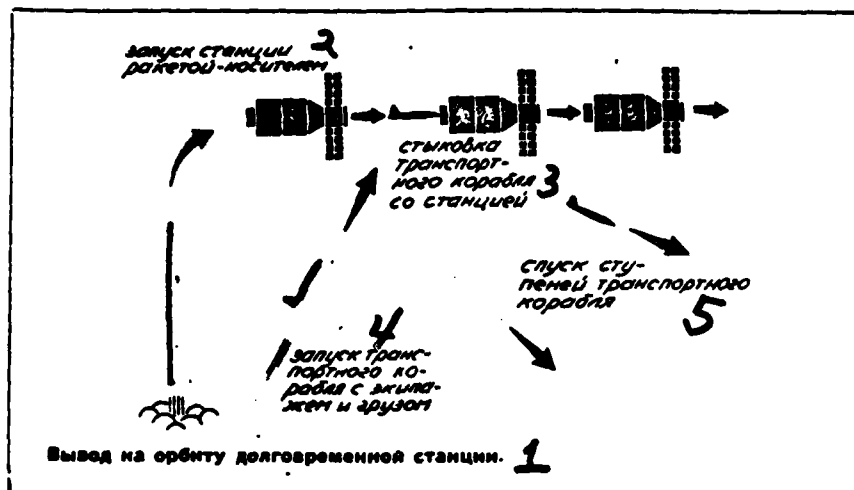 запуск станции 2
ракетой-носителем
стыковка
транспорт-
ного корабля 3
со станцией
спуск сту-
пеней транспортного
корабля 5
4
запуск транс-
портного ко-
рабля с экипа-
жем и грузом
Вывод на орбиту долговременной станции. 1